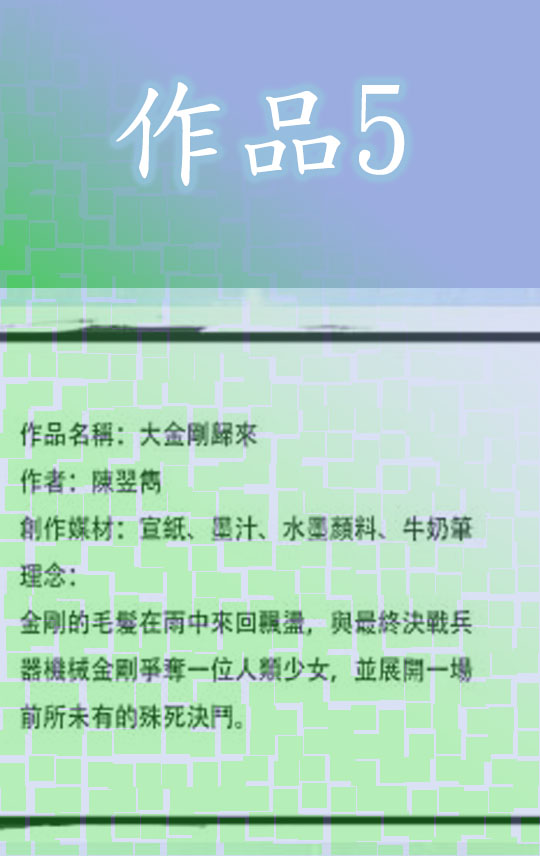 作品5
作品名稱：大金剛歸來
作者：陳翌雋
創作媒材：宣紙、墨汁、水墨顏料、牛奶筆
理念：
金剛的毛髮在雨中來回飄盪，與最終決戰兵
器機械金剛爭奪一位人類少女，並展開一場
前所未有的殊死決鬥。